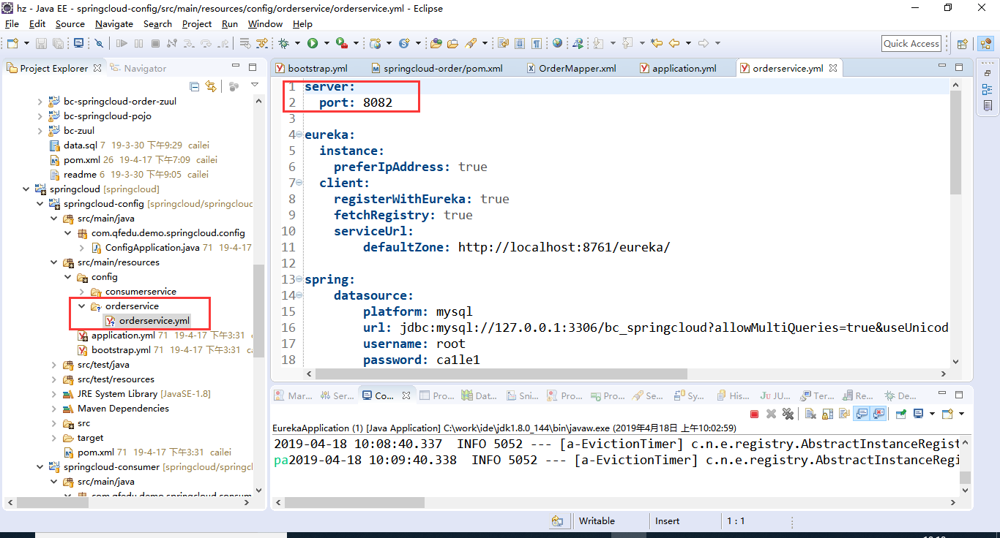 hz - Java EE - springcloud-config/src/main/resources/config/orderservice/orderservice.yml - Eclipse
File Edit Source Navigate Search Project Run Window Help
Quick Access
Project Explorer Navigator
bc-springcloud-order-zuul
bc-springcloud-pojo
bc-zuul
data.sql 7 19-3-30 下午9:29 cailei
pom.xml 26 19-4-17 下午7:09 cailei
readme 6 19-3-30 下午9:05 cailei
springcloud [springcloud]
springcloud-config [springcloud/springcloud
src/main/java
com.qfedu.demo.springcloud.config
ConfigApplication.java 71 19-4-17
src/main/resources
config
consumerservice
orderservice
orderservice.yml
application.yml 71 19-4-17 下午3:31 c
bootstrap.yml 71 19-4-17 下午3:31 ca
src/test/java
src/test/resources
JRE System Library [JavaSE-1.8]
Maven Dependencies
src
target
pom.xml 71 19-4-17 下午3:31 cailei
springcloud-consumer [springcloud/springcl
src/main/java
com.qfedu.demo.springcloud.consum
bootstrap.yml springcloud-order/pom.xml OrderMapper.xml application.yml orderservice.yml
1 server:
2 port: 8082
3
4 eureka:
5 instance:
6 preferIpAddress: true
7 client:
8 registerWithEureka: true
9 fetchRegistry: true
10 serviceUrl:
11 defaultZone: http://localhost:8761/eureka/
12
13 spring:
14 datasource:
15 platform: mysql
16 url: jdbc:mysql://127.0.0.1:3306/bc_springcloud?allowMultiQueries=true&useUnicod
17 username: root
18 password: ca1le1
Mar... Ser... Co... Pro... Dat... Sni... Pro... Pro... Se... Sy... His... JU JU... Ter... Re... De...
EurekaApplication (1) [Java Application] C:\work\ide\jdk1.8.0_144\bin\javaw.exe (2019年4月18日 上午10:02:59)
2019-04-18 10:08:40.337 INFO 5052 --- [a-EvictionTimer] c.n.e.registry.AbstractInstanceRegist
pa2019-04-18 10:09:40.338 INFO 5052 --- [a-EvictionTimer] c.n.e.registry.AbstractInstanceRegi
Writable Insert 1 : 1